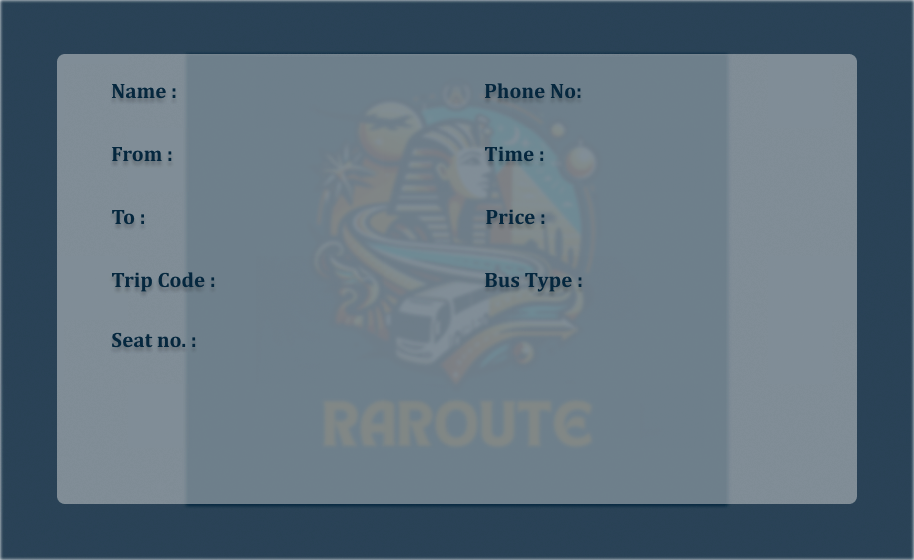 Name :
Phone No:
From :
Time :
To :
Price :
Trip Code :
Bus Type :
Seat no. :
RAROUTE